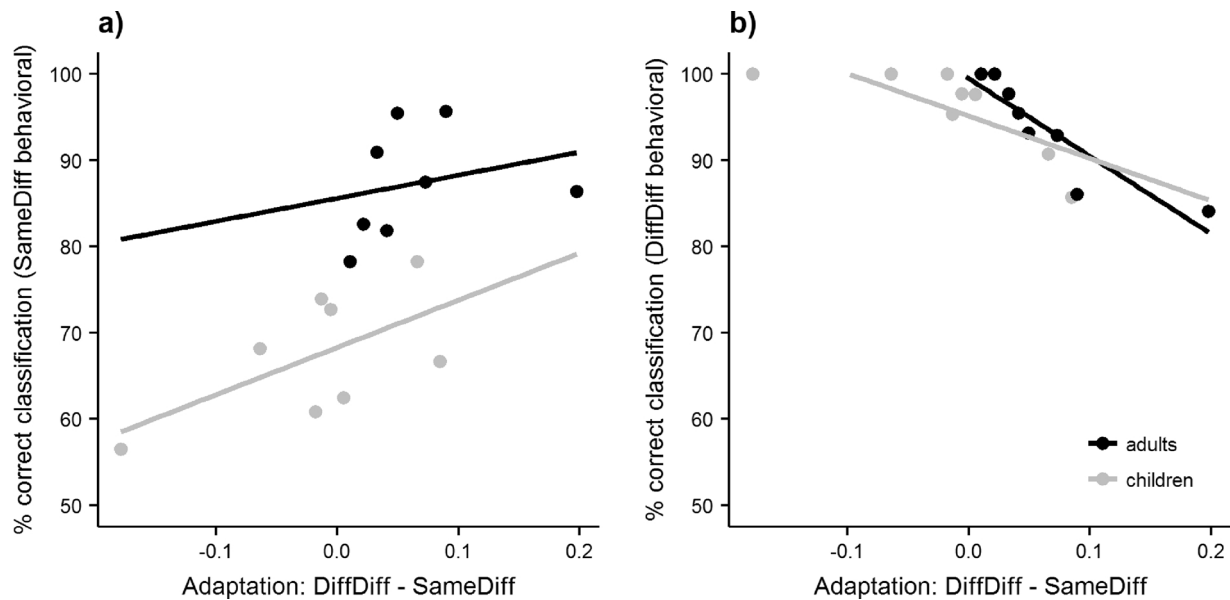 a)
% correct classification (SameDiff behavioral)
100
90
80
70
60
50
-0.1
0.0
0.1
0.2
Adaptation: DiffDiff - SameDiff
b)
% correct classification (DiffDiff behavioral)
100
90
80
70
60
50
adults
children
-0.1
0.0
0.1
0.2
Adaptation: DiffDiff - SameDiff